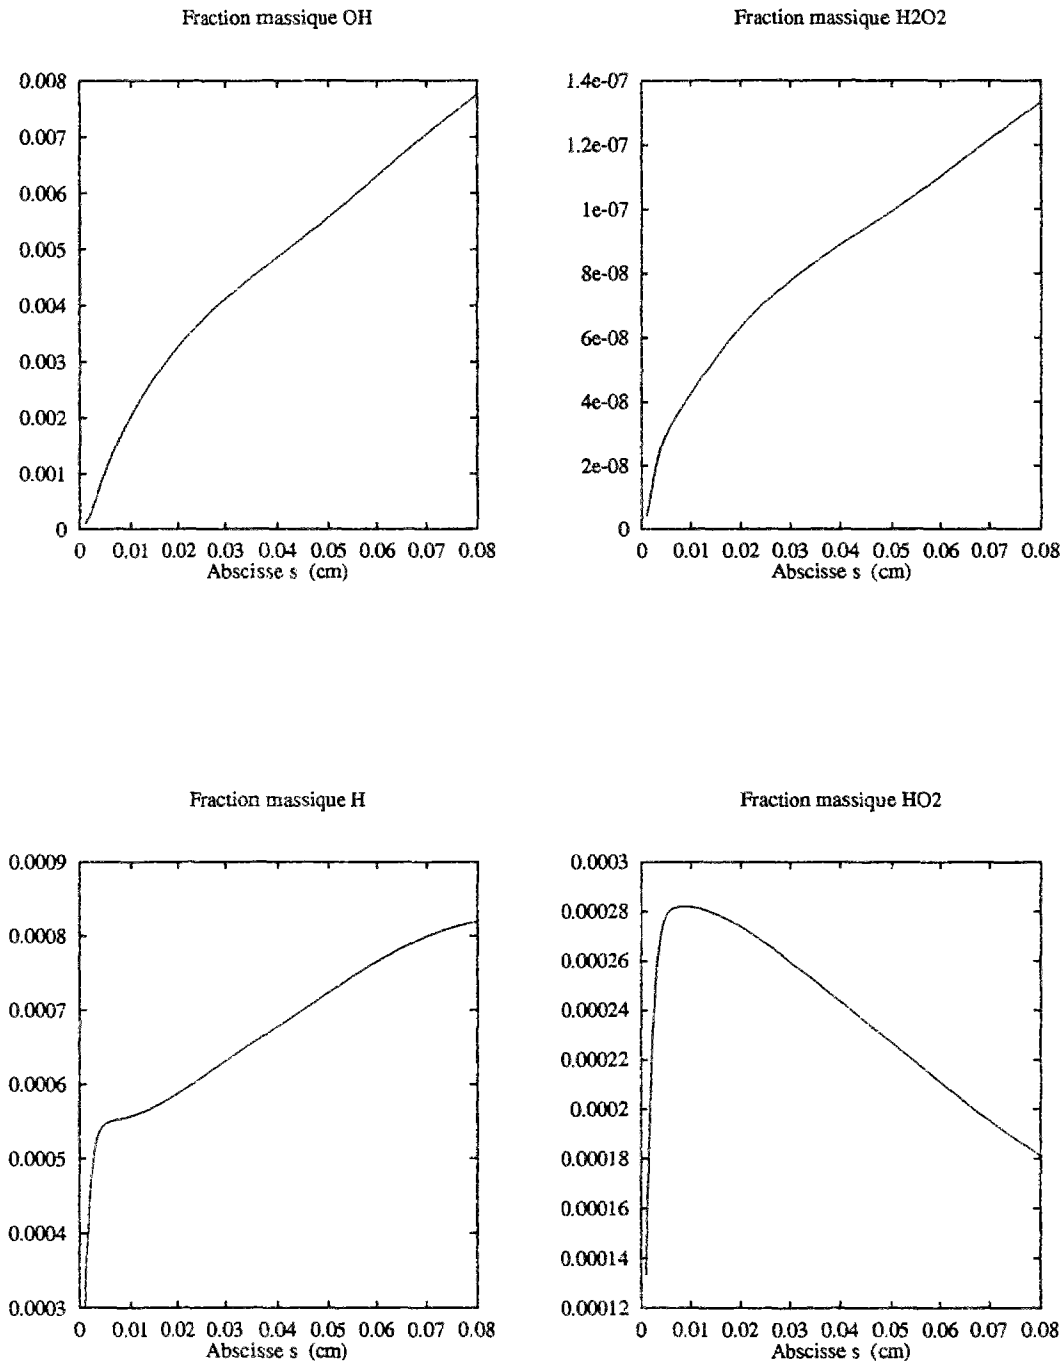 Fraction massique OH
0.008
0.007
0.006
0.005
0.004
0.003
0.002
0.001
0
0 0.01 0.02 0.03 0.04 0.05 0.06 0.07 0.08
Abscisse s (cm)
Fraction massique H2O2
1.4e-07
1.2e-07
1e-07
8e-08
6e-08
4e-08
2e-08
0
0 0.01 0.02 0.03 0.04 0.05 0.06 0.07 0.08
Abscisse s (cm)
Fraction massique H
0.0009
0.0008
0.0007
0.0006
0.0005
0.0004
0.0003
0 0.01 0.02 0.03 0.04 0.05 0.06 0.07 0.08
Abscisse s (cm)
Fraction massique HO2
0.0003
0.00028
0.00026
0.00024
0.00022
0.0002
0.00018
0.00016
0.00014
0.00012
0 0.01 0.02 0.03 0.04 0.05 0.06 0.07 0.08
Abscisse s (cm)